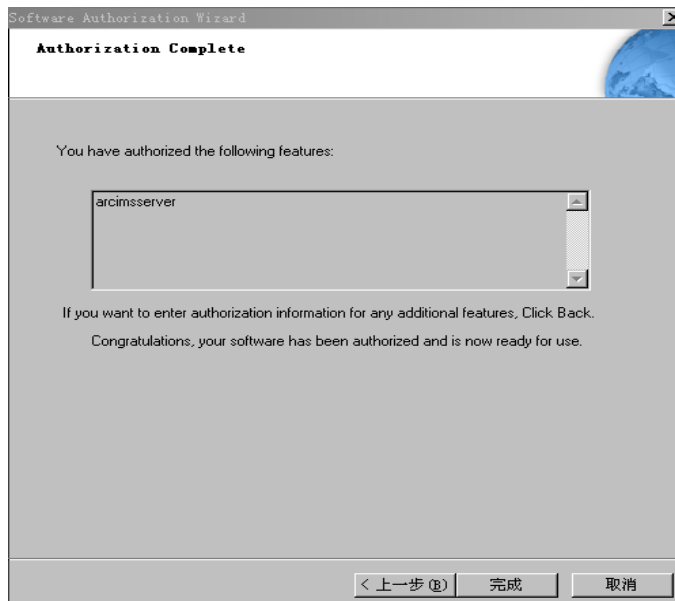 Software Authorization Wizard
Authorization Complete
You have authorized the following features:
arcimsserver
If you want to enter authorization information for any additional features, Click Back.
Congratulations, your software has been authorized and is now ready for use.
< 上一步(B) 完成 取消